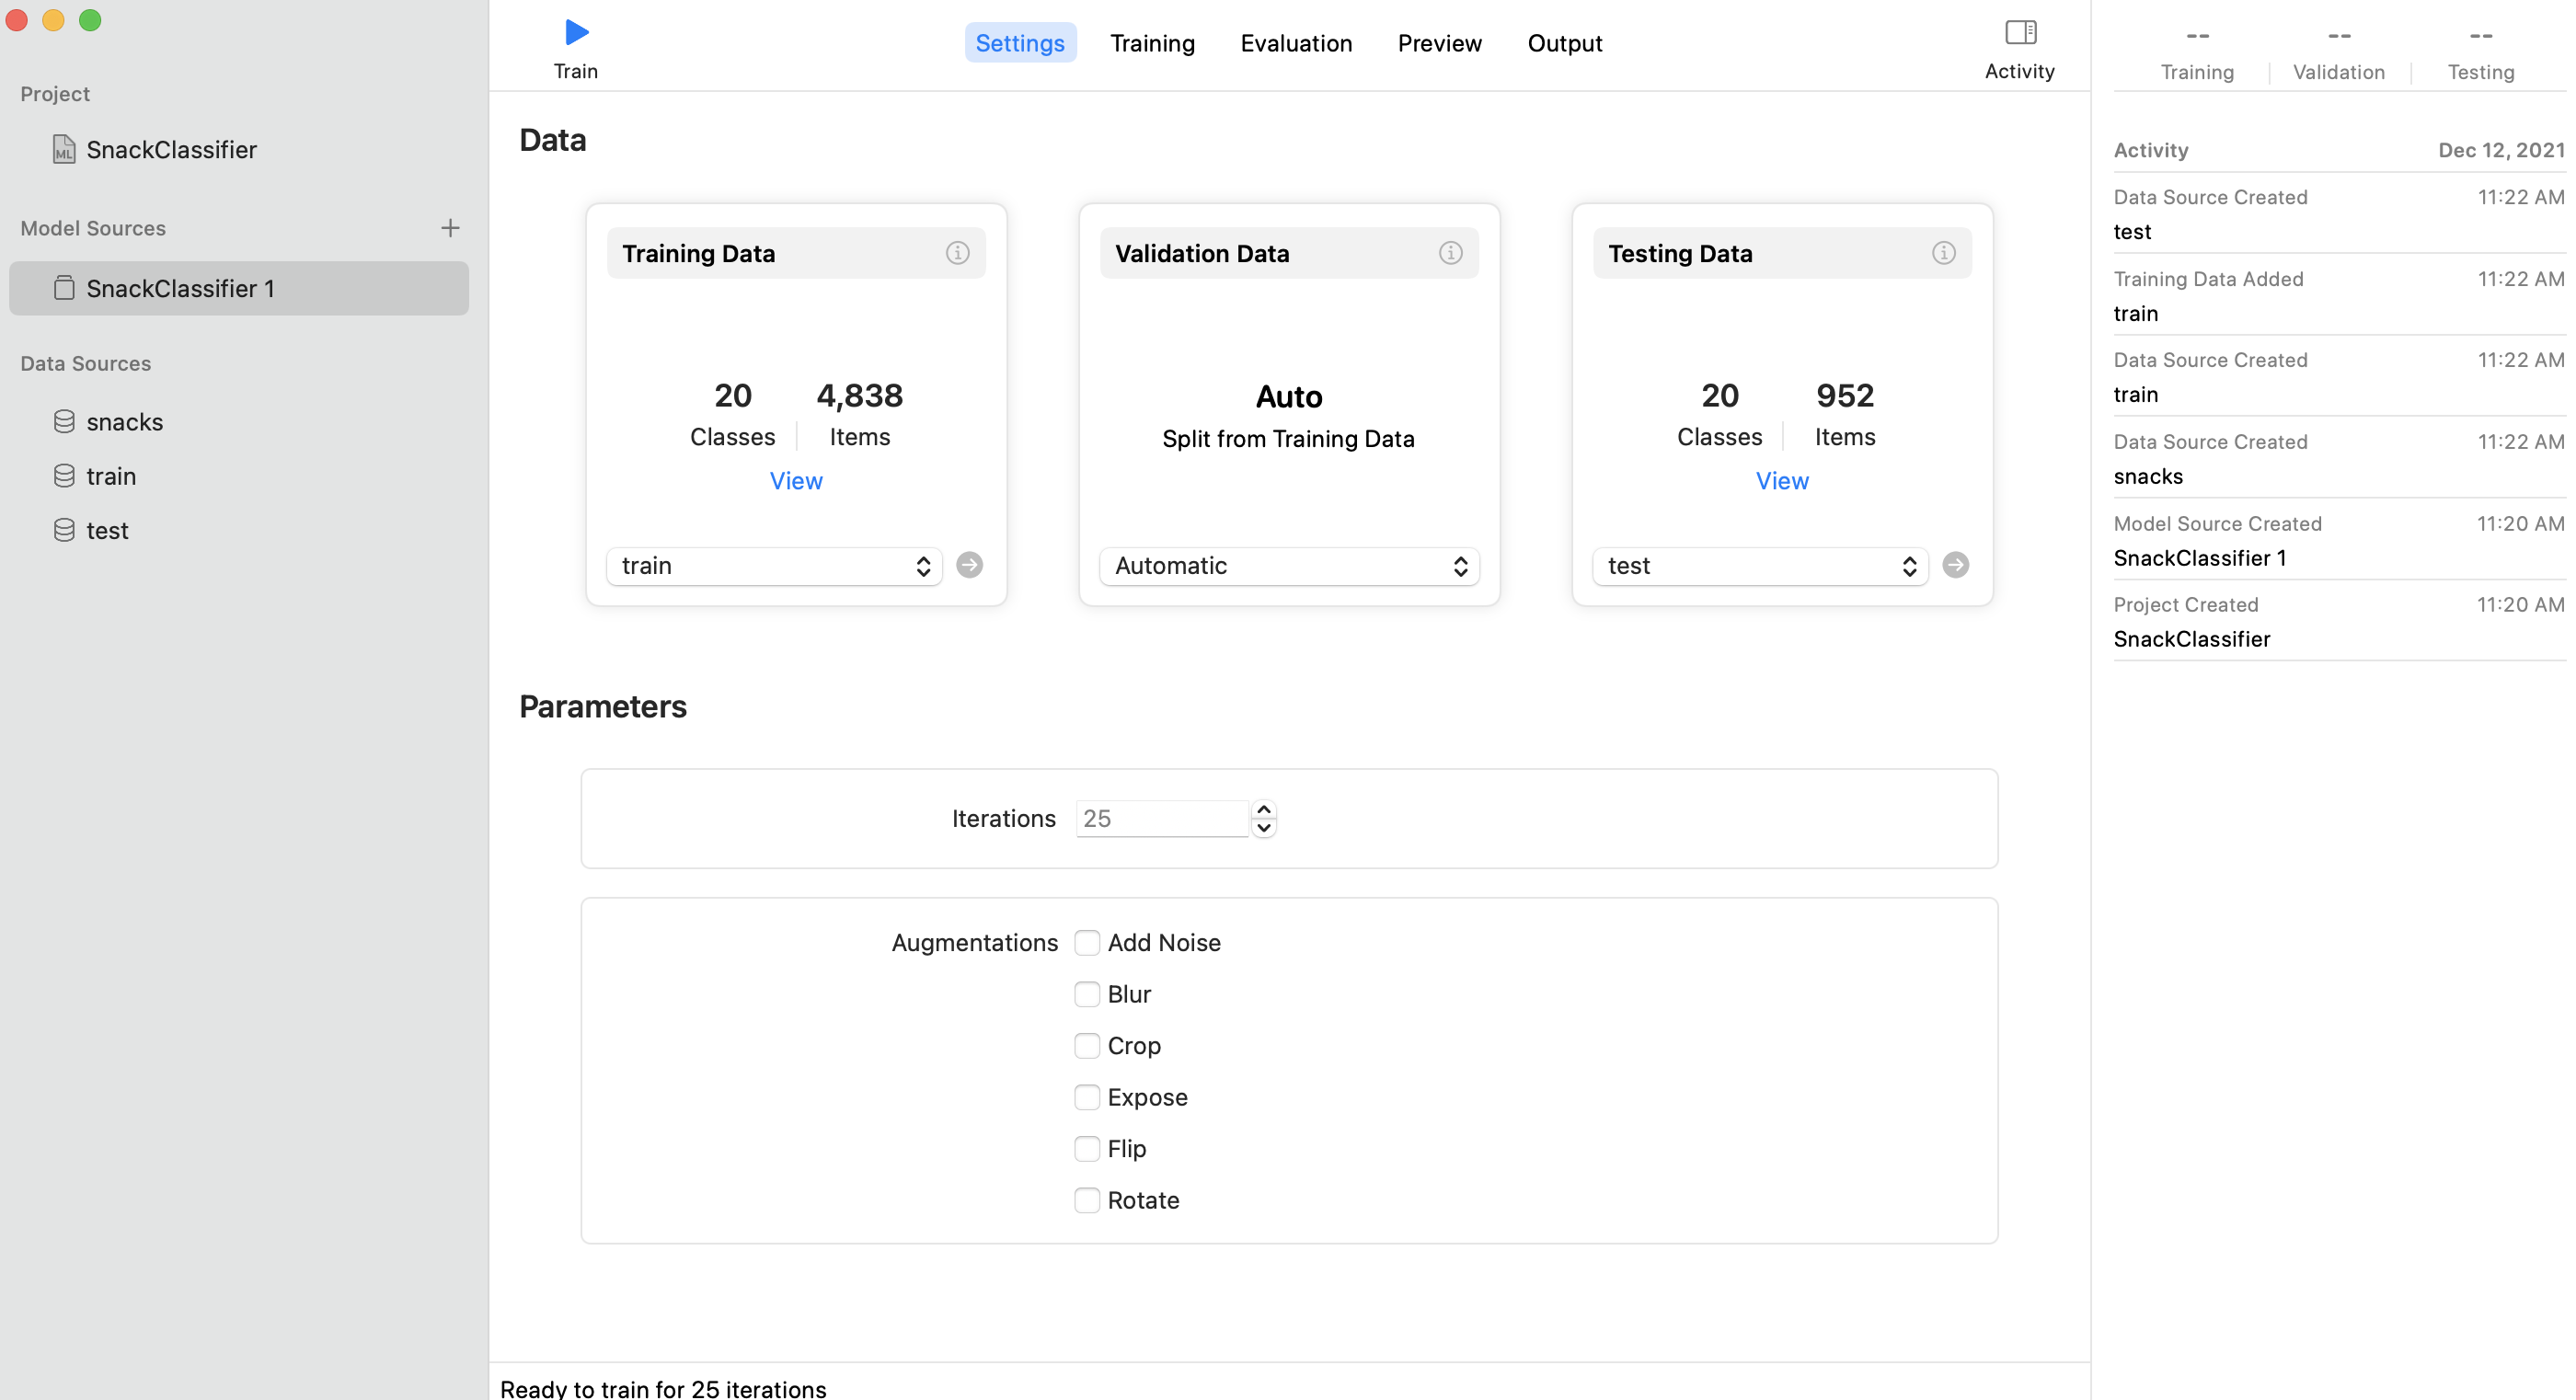 Project
SnackClassifier
Model Sources
SnackClassifier 1
Data Sources
snacks
train
test
Train
Settings
Training
Evaluation
Preview
Output
Activity
Data
Training Data
20 4,838
Classes Items
View
train
Validation Data
Auto
Split from Training Data
Automatic
Testing Data
20 952
Classes Items
View
test
Parameters
Iterations 25
Augmentations Add Noise
Blur
Crop
Expose
Flip
Rotate
Ready to train for 25 iterations
-- -- --
Training Validation Testing
Activity Dec 12, 2021
Data Source Created 11:22 AM
test
Training Data Added 11:22 AM
train
Data Source Created 11:22 AM
train
Data Source Created 11:22 AM
snacks
Model Source Created 11:20 AM
SnackClassifier 1
Project Created 11:20 AM
SnackClassifier